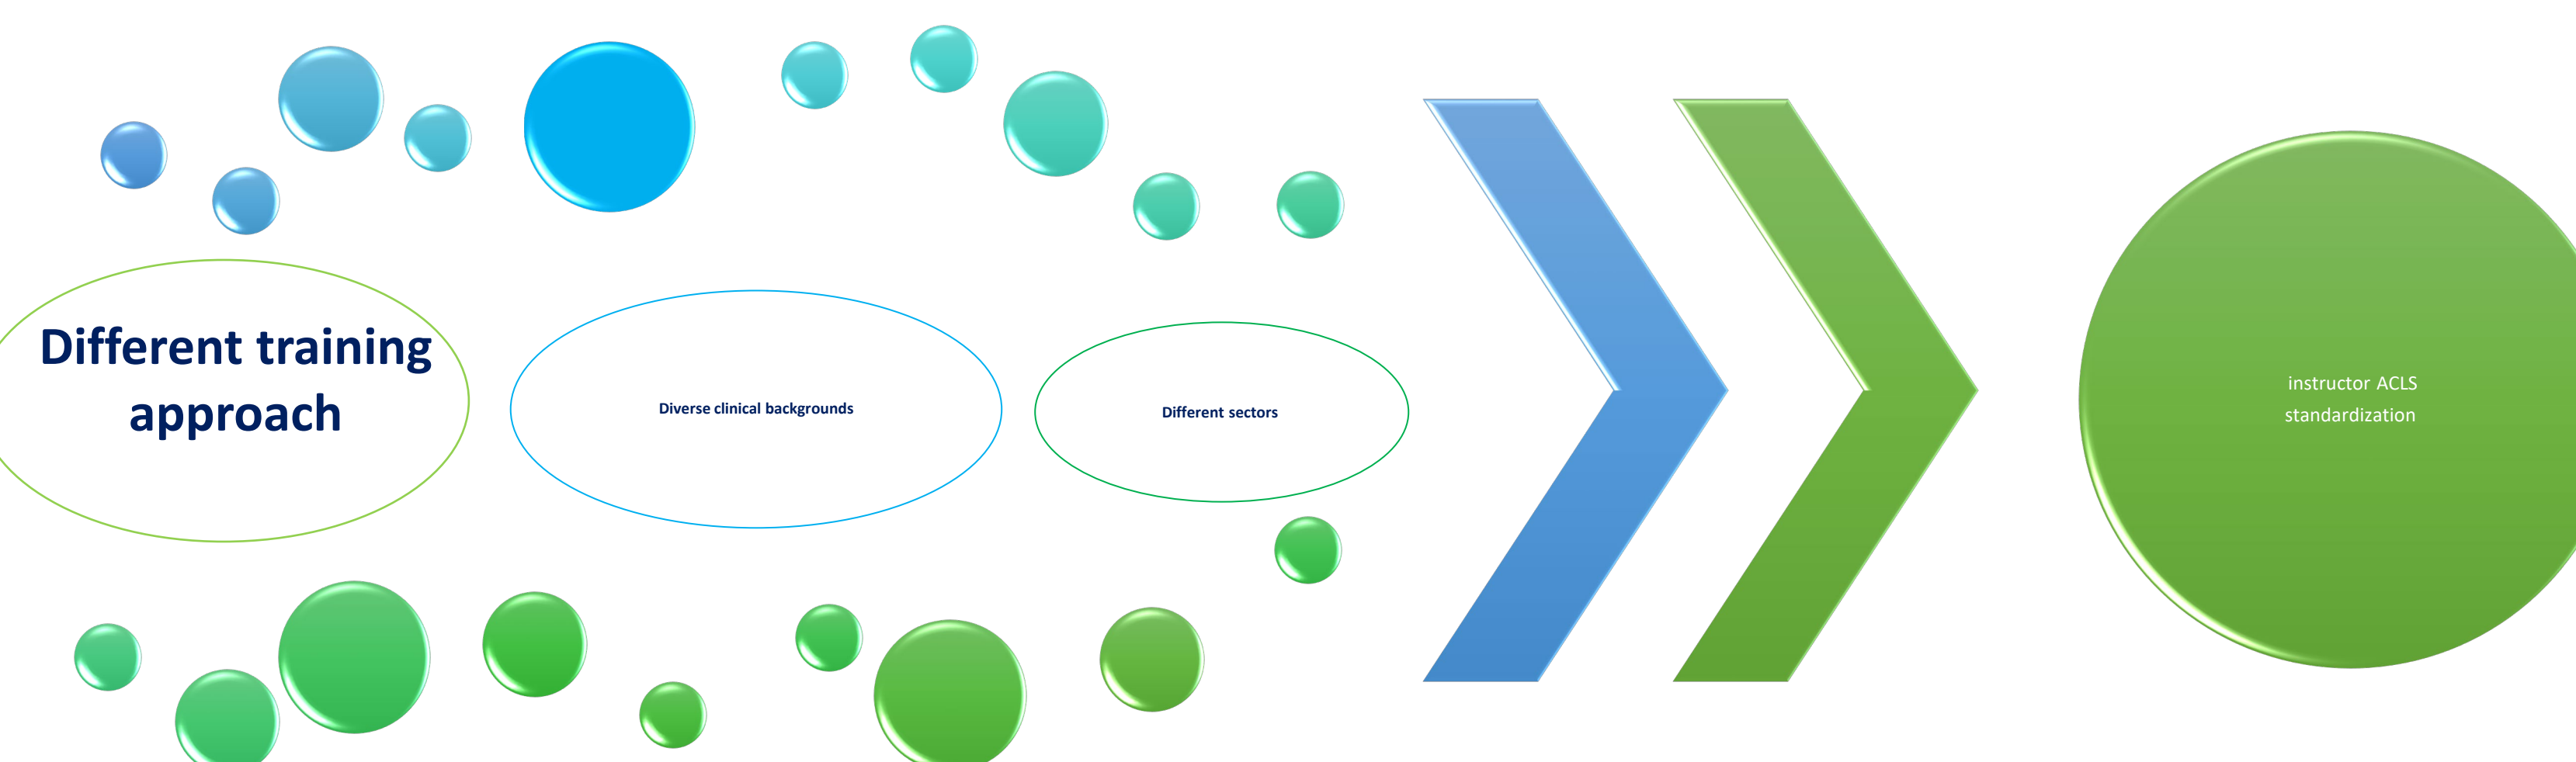 Different training
approach
Diverse clinical backgrounds
Different sectors
instructor ACLS
standardization